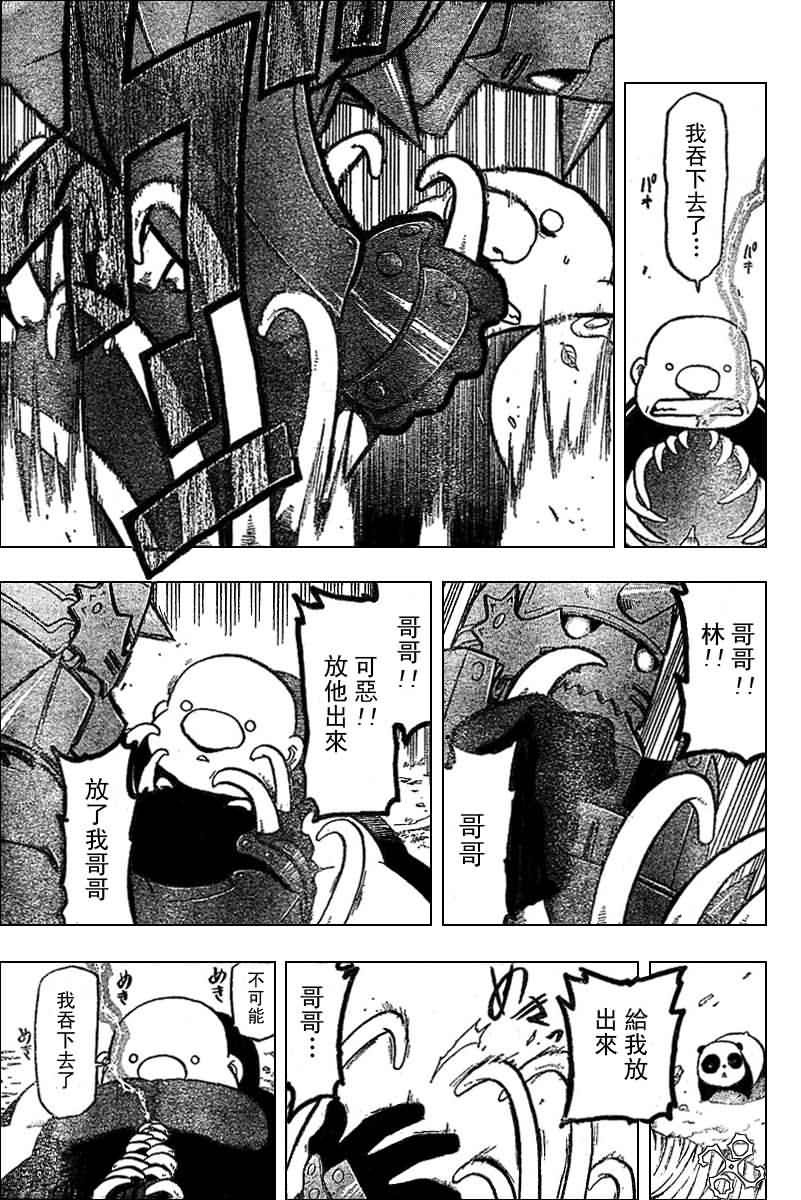 我吞下去了…
パキ
パキ
哥哥!!
林!!
哥哥
哥哥!!
可惡!!
放他出來
放了我哥哥
給我放
出來
めき
哥哥…
不可能
めき
めき
我吞下去了